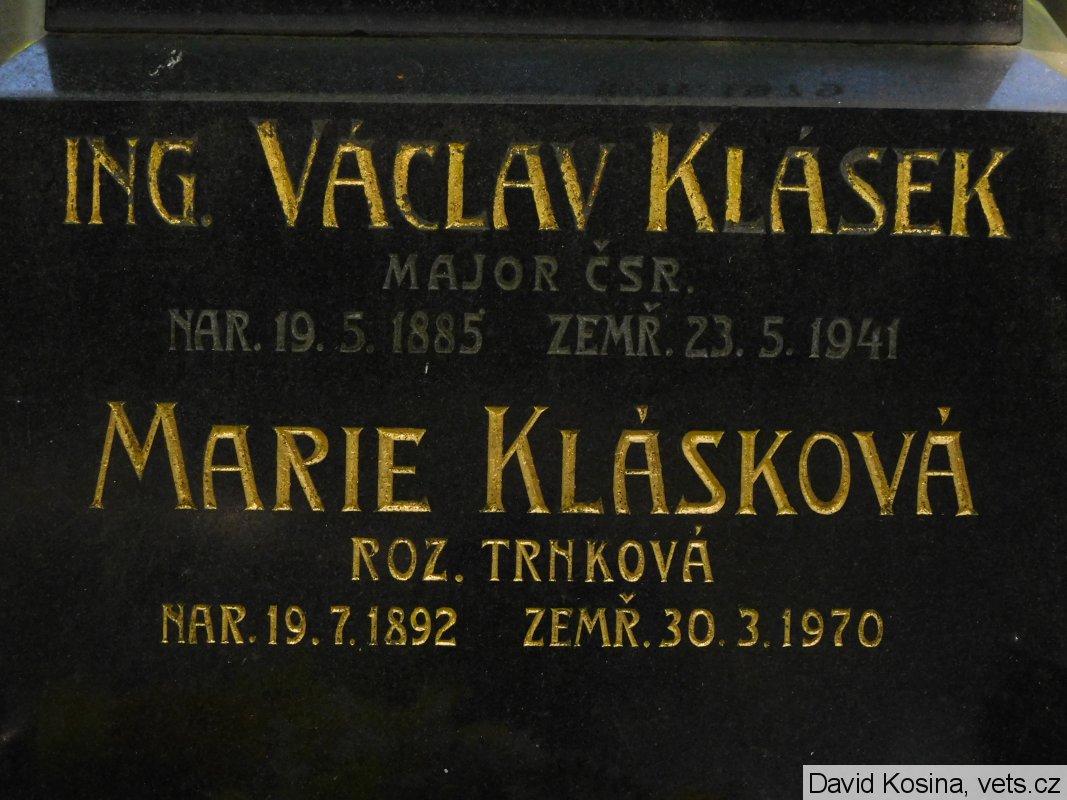 ING. VÁCLAV KLÁSEK
MAJOR ČSR.
NAR. 19. 5. 1885 ZEMŘ. 23. 5. 1941
MARIE KLÁSKOVÁ
ROZ. TRNKOVÁ
NAR. 19. 7. 1892 ZEMŘ. 30. 3. 1970
David Kosina, vets.cz